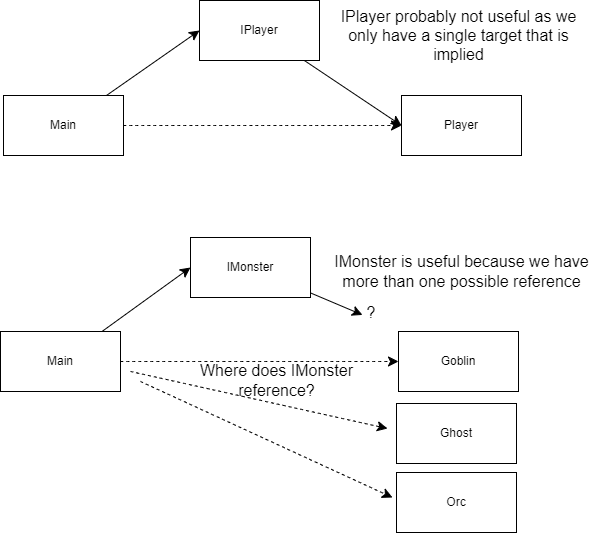 IPlayer
IPlayer probably not useful as we
only have a single target that is
implied
Main
Player
IMonster
IMonster is useful because we have
more than one possible reference
?
Main
Where does IMonster
reference?
Goblin
Ghost
Orc